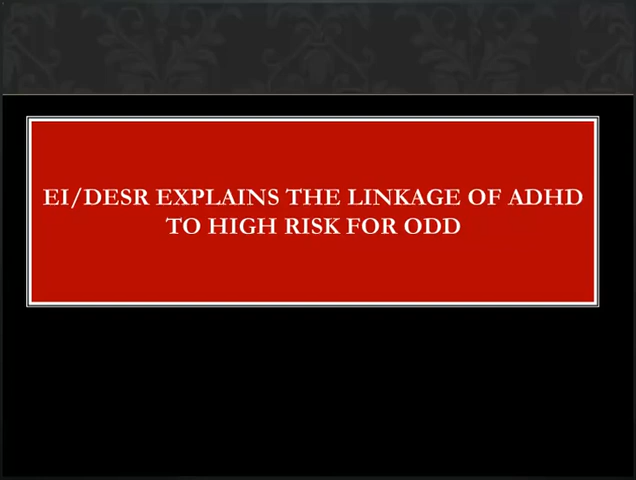 EI/DESR EXPLAINS THE LINKAGE OF ADHD
TO HIGH RISK FOR ODD